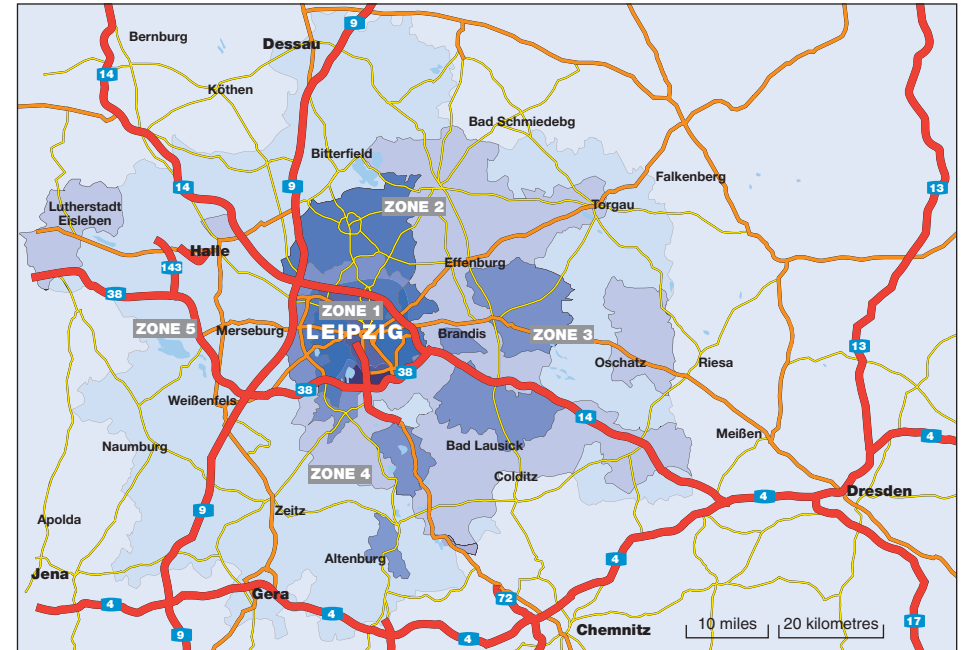 9
Bernburg
Dessau
14
Köthen
Bad Schmiedebg
Bitterfield
Falkenberg
14
9
13
Lutherstadt
Eisleben
ZONE 2
Torgau
Halle
143
Effenburg
38
ZONE 1
ZONE 5
Merseburg
LEIPZIG
Brandis
ZONE 3
13
Oschatz
Riesa
38
38
Weißenfels
14
Meißen
4
Naumburg
Bad Lausick
ZONE 4
Colditz
Dresden
4
9
Zeitz
Apolda
Altenburg
4
Jena
Gera
72
4
4
17
Chemnitz
10 miles
20 kilometres
9
4